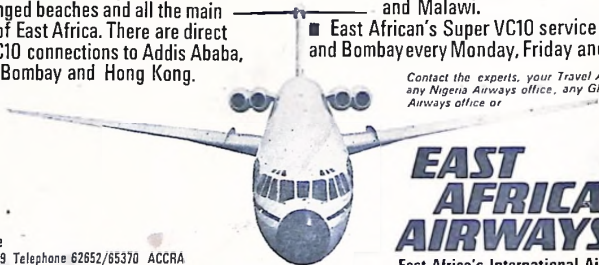 nged beaches and all the main
of East Africa. There are direct
C10 connections to Addis Ababa,
Bombay and Hong Kong.
and Malawi.
■ East African's Super VC10 service
and Bombay every Monday, Friday and
Contact the experts, your Travel A
any Nigeria Airways office, any Gh
Airways office or
EAST
AFRICA
AIRWAYS
East Africa's International Ai
e
9 Telephone 62652/65370 ACCRA